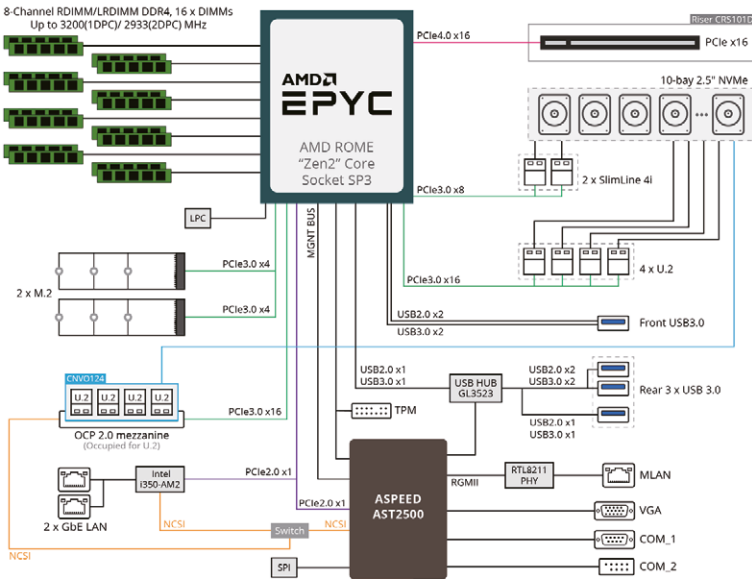 8-Channel RDIMM/LRDIMM DDR4, 16 x DIMMs
Up to 3200(1DPC)/ 2933(2DPC) MHz
AMD
EPYC
AMD ROME
“Zen2” Core
Socket SP3
PCIe4.0 x16
Riser CRS101D
PCIe x16
10-bay 2.5" NVMe
2 x SlimLine 4i
PCIe3.0 x8
LPC
MGNT BUS
4 x U.2
PCIe3.0 x16
2 x M.2
PCIe3.0 x4
PCIe3.0 x4
USB2.0 x2
USB3.0 x2
Front USB3.0
USB2.0 x1
USB3.0 x1
USB HUB
GL3523
USB2.0 x2
USB3.0 x2
USB2.0 x1
USB3.0 x1
Rear 3 x USB 3.0
CNVO124
U.2
U.2
U.2
U.2
PCIe3.0 x16
OCP 2.0 mezzanine
(Occupied for U.2)
TPM
Intel
i350-AM2
PCIe2.0 x1
2 x GbE LAN
PCIe2.0 x1
ASPEED
AST2500
RGMII
RTL8211
PHY
MLAN
VGA
COM_1
COM_2
NCSI
Switch
NCSI
NCSI
SPI